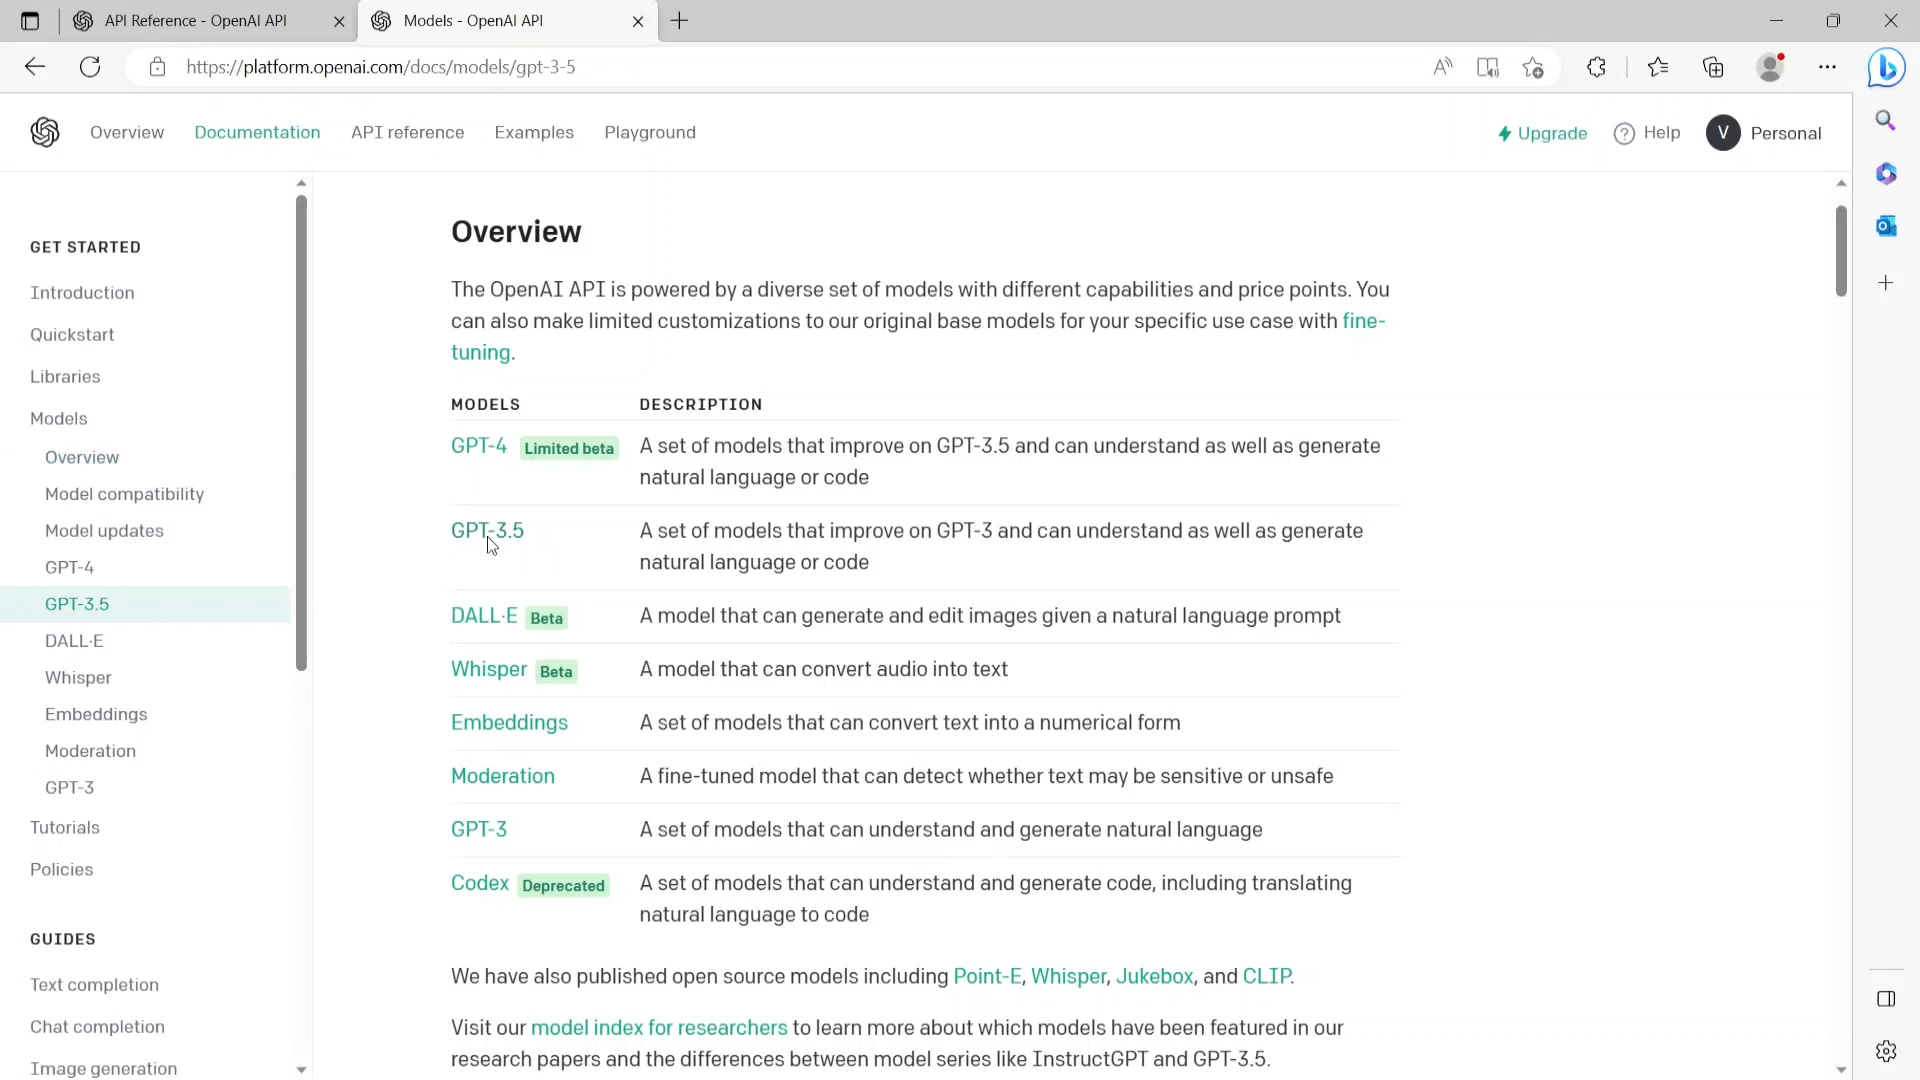 API Reference - OpenAI API
Models - OpenAI API
https://platform.openai.com/docs/models/gpt-3-5
Overview
Documentation
API reference
Examples
Playground
Upgrade
Help
V
Personal
GET STARTED
Introduction
Quickstart
Libraries
Models
Overview
Model compatibility
Model updates
GPT-4
GPT-3.5
DALL·E
Whisper
Embeddings
Moderation
GPT-3
Tutorials
Policies
GUIDES
Text completion
Chat completion
Image generation
Overview
The OpenAI API is powered by a diverse set of models with different capabilities and price points. You
can also make limited customizations to our original base models for your specific use case with fine-
tuning.
MODELS DESCRIPTION
GPT-4 Limited beta A set of models that improve on GPT-3.5 and can understand as well as generate
natural language or code
GPT-3.5 A set of models that improve on GPT-3 and can understand as well as generate
natural language or code
DALL·E Beta A model that can generate and edit images given a natural language prompt
Whisper Beta A model that can convert audio into text
Embeddings A set of models that can convert text into a numerical form
Moderation A fine-tuned model that can detect whether text may be sensitive or unsafe
GPT-3 A set of models that can understand and generate natural language
Codex Deprecated A set of models that can understand and generate code, including translating
natural language to code
We have also published open source models including Point-E, Whisper, Jukebox, and CLIP.
Visit our model index for researchers to learn more about which models have been featured in our
research papers and the differences between model series like InstructGPT and GPT-3.5.